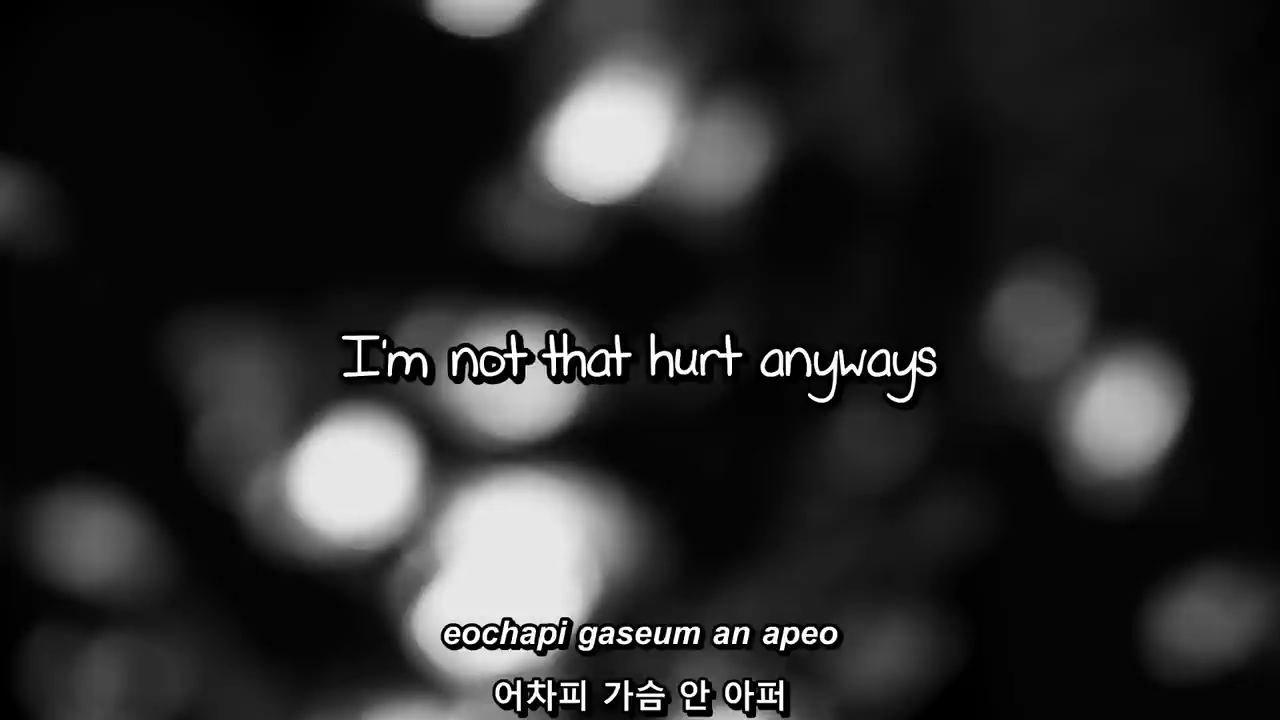 I'm not that hurt anyways
eochapi gaseum an apeo
어차피 가슴 안 아퍼